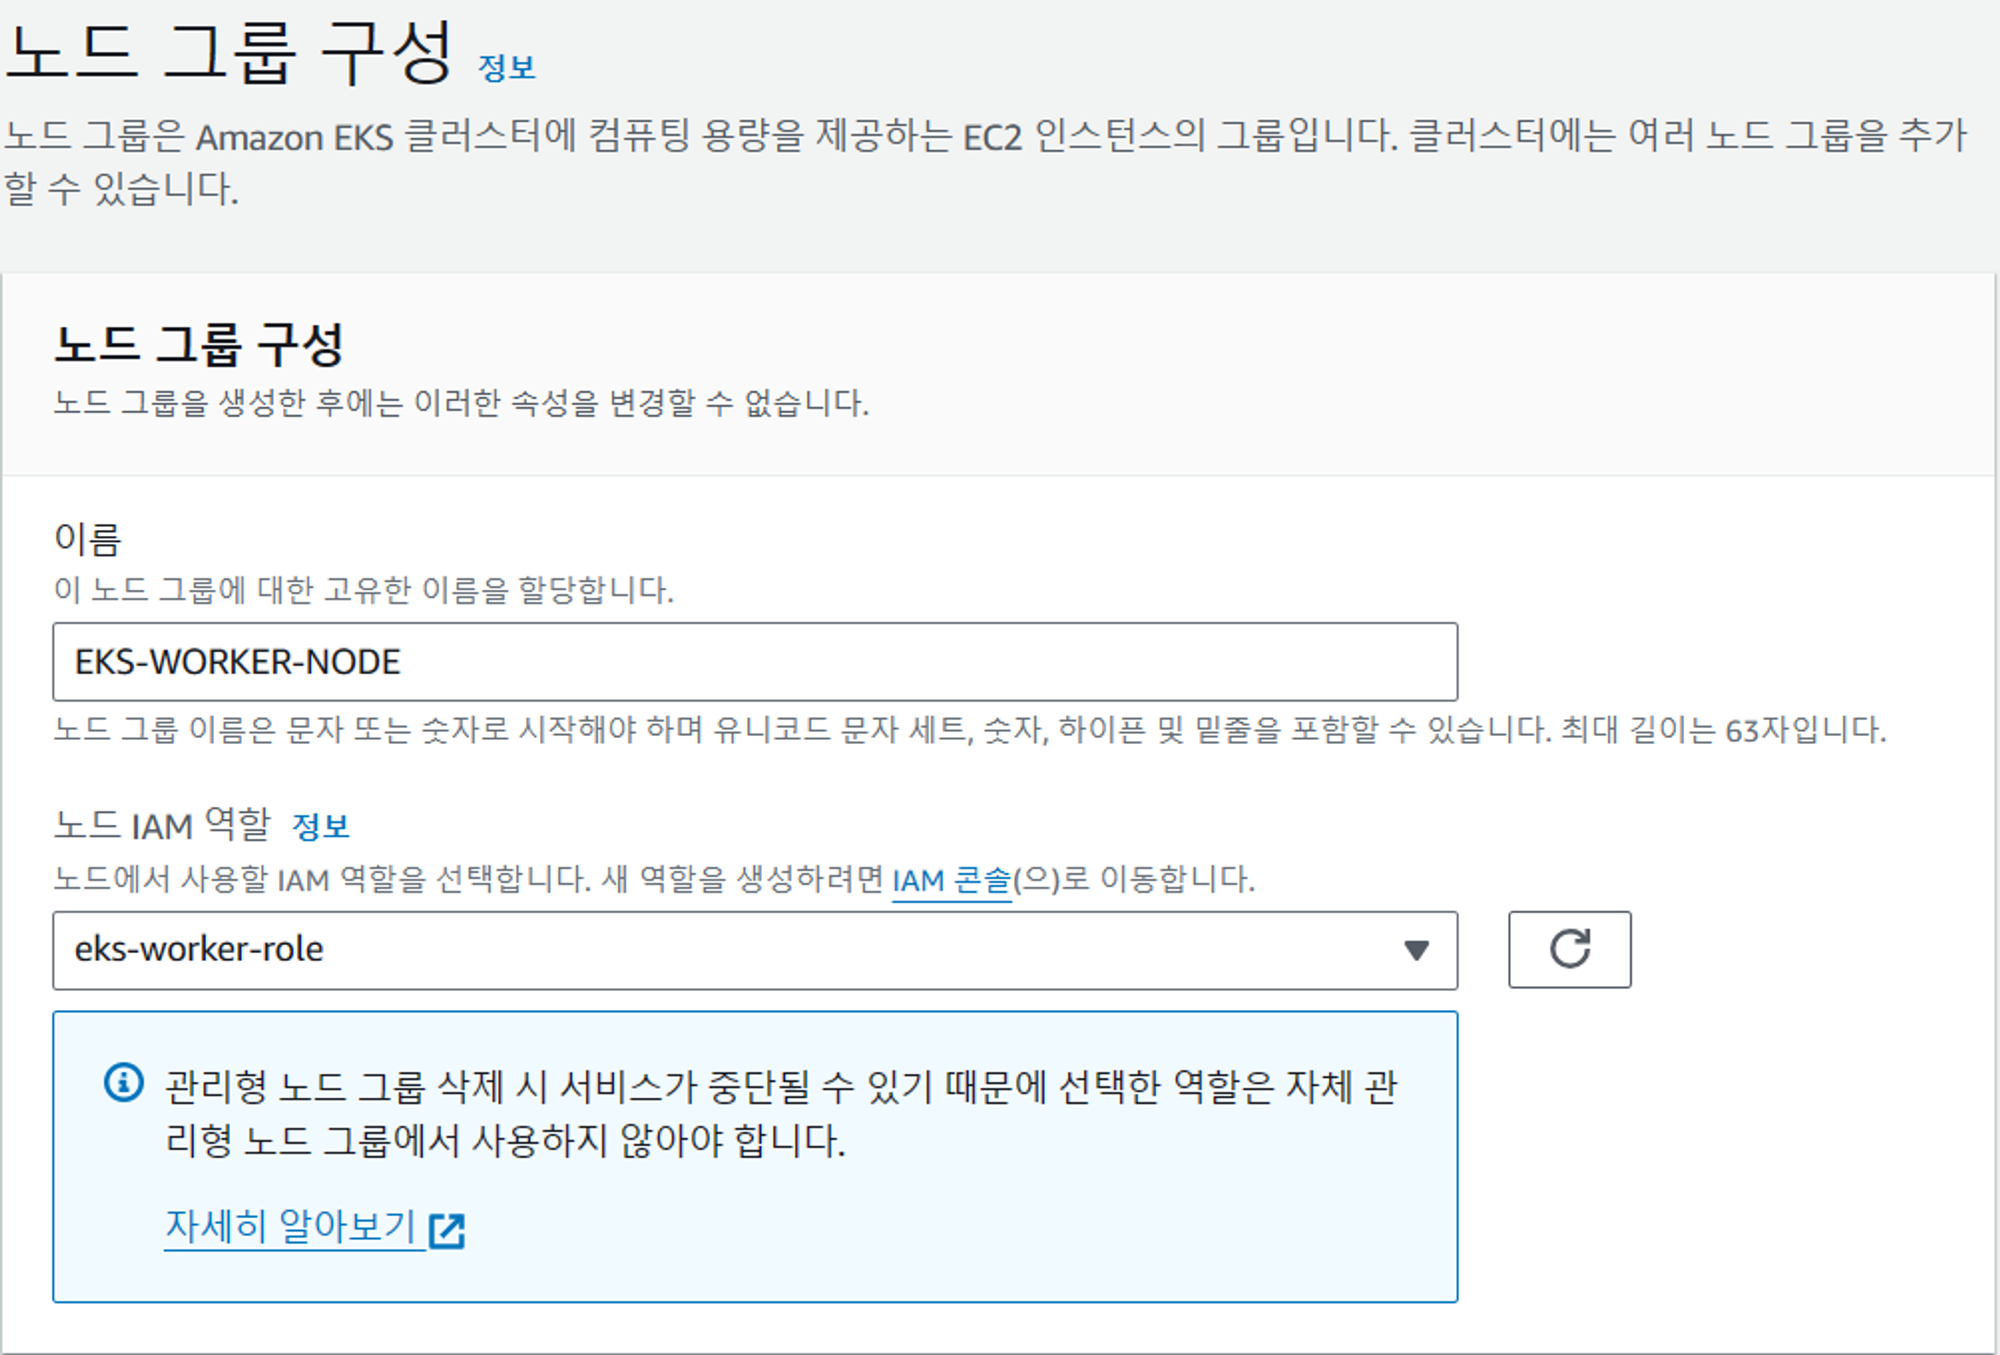 노드 그룹 구성 정보
노드 그룹은 Amazon EKS 클러스터에 컴퓨팅 용량을 제공하는 EC2 인스턴스의 그룹입니다. 클러스터에는 여러 노드 그룹을 추가
할 수 있습니다.
노드 그룹 구성
노드 그룹을 생성한 후에는 이러한 속성을 변경할 수 없습니다.
이름
이 노드 그룹에 대한 고유한 이름을 할당합니다.
EKS-WORKER-NODE
노드 그룹 이름은 문자 또는 숫자로 시작해야 하며 유니코드 문자 세트, 숫자, 하이픈 및 밑줄을 포함할 수 있습니다. 최대 길이는 63자입니다.
노드 IAM 역할 정보
노드에서 사용할 IAM 역할을 선택합니다. 새 역할을 생성하려면 IAM 콘솔(으)로 이동합니다.
eks-worker-role
관리형 노드 그룹 삭제 시 서비스가 중단될 수 있기 때문에 선택한 역할은 자체 관
리형 노드 그룹에서 사용하지 않아야 합니다.
자세히 알아보기